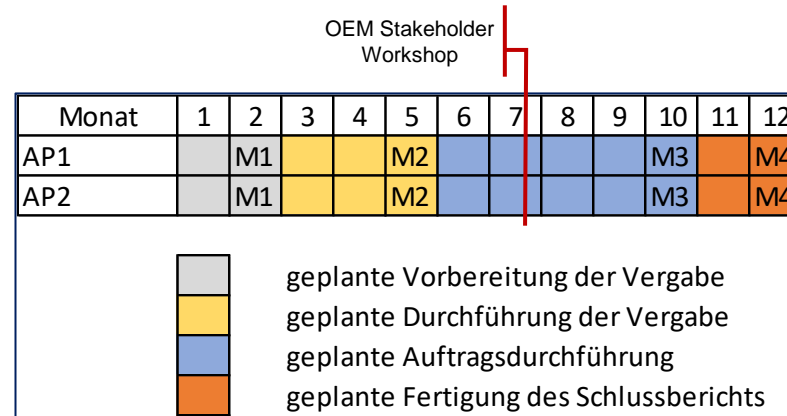 OEM Stakeholder
Workshop
Monat 1 2 3 4 5 6 7 8 9 10 11 12
AP1 M1 M2 M3 M4
AP2 M1 M2 M3 M4
geplante Vorbereitung der Vergabe
geplante Durchführung der Vergabe
geplante Auftragsdurchführung
geplante Fertigung des Schlussberichts